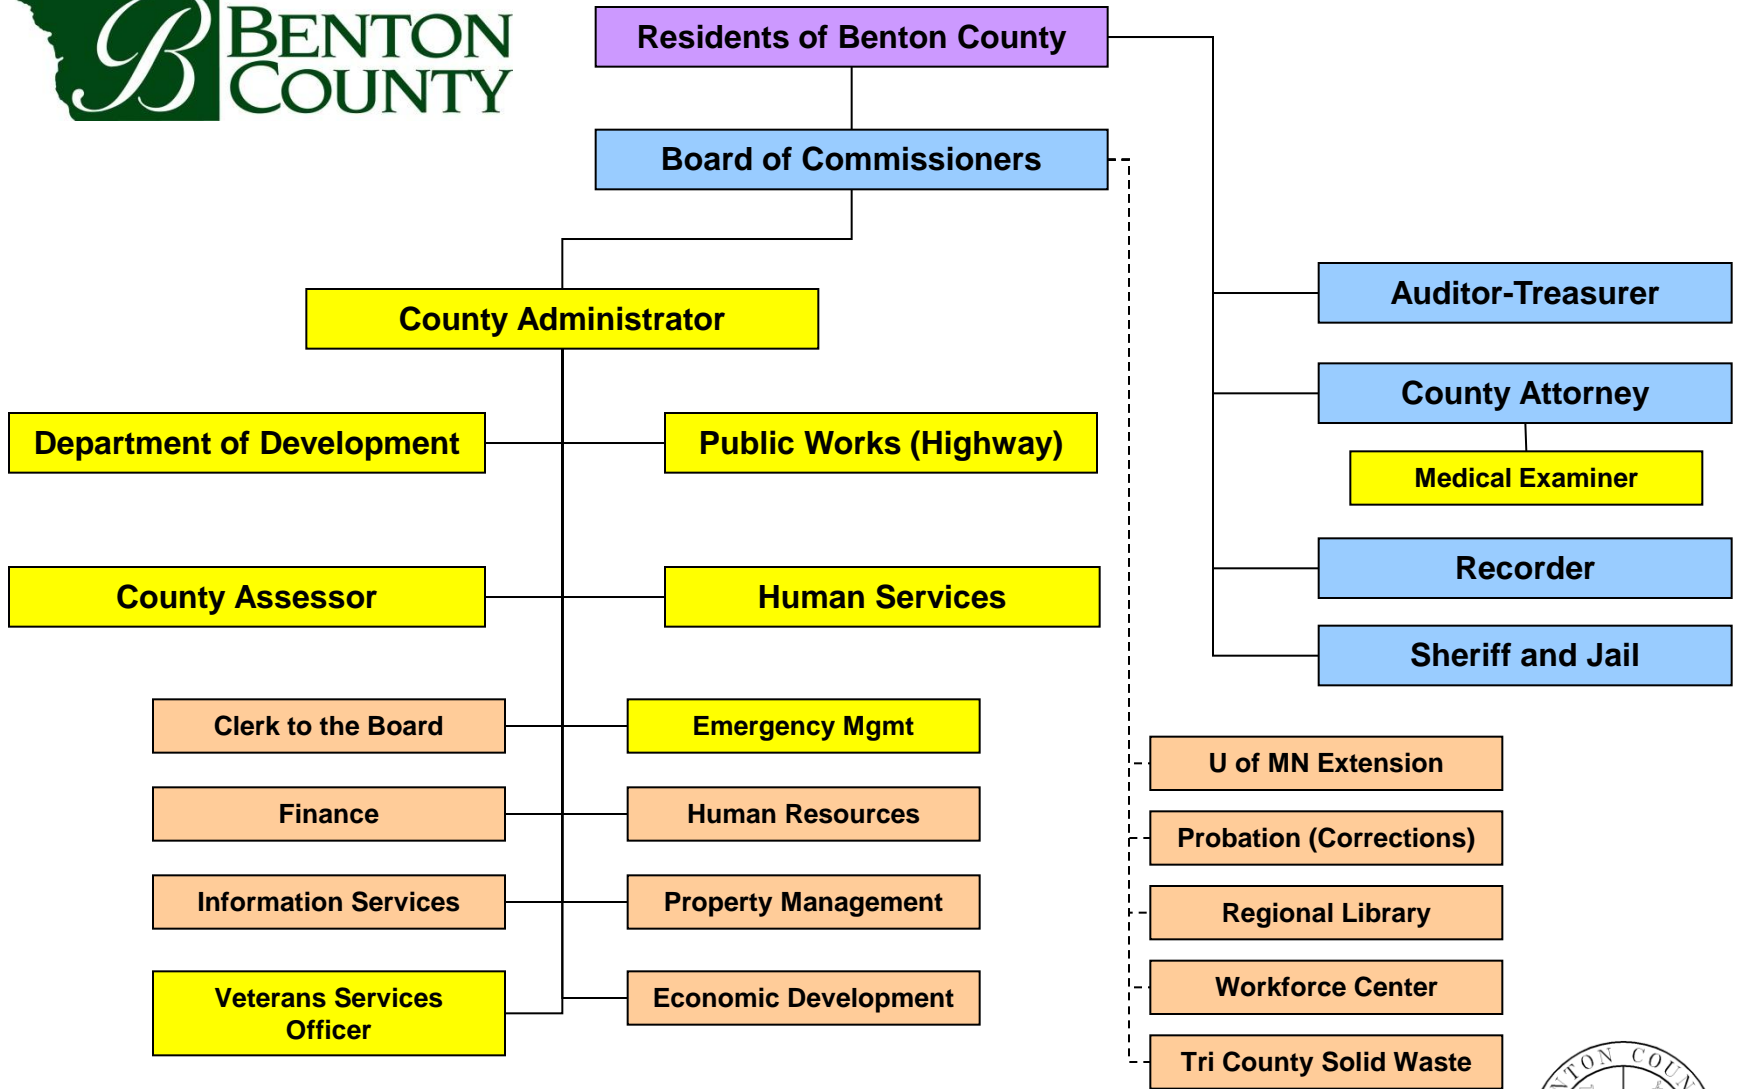 BENTON
COUNTY
Residents of Benton County
Board of Commissioners
County Administrator
Auditor-Treasurer
County Attorney
Medical Examiner
Recorder
Sheriff and Jail
Department of Development
Public Works (Highway)
County Assessor
Human Services
Clerk to the Board
Emergency Mgmt
Finance
Human Resources
Information Services
Property Management
Veterans Services
Officer
Economic Development
U of MN Extension
Probation (Corrections)
Regional Library
Workforce Center
Tri County Solid Waste